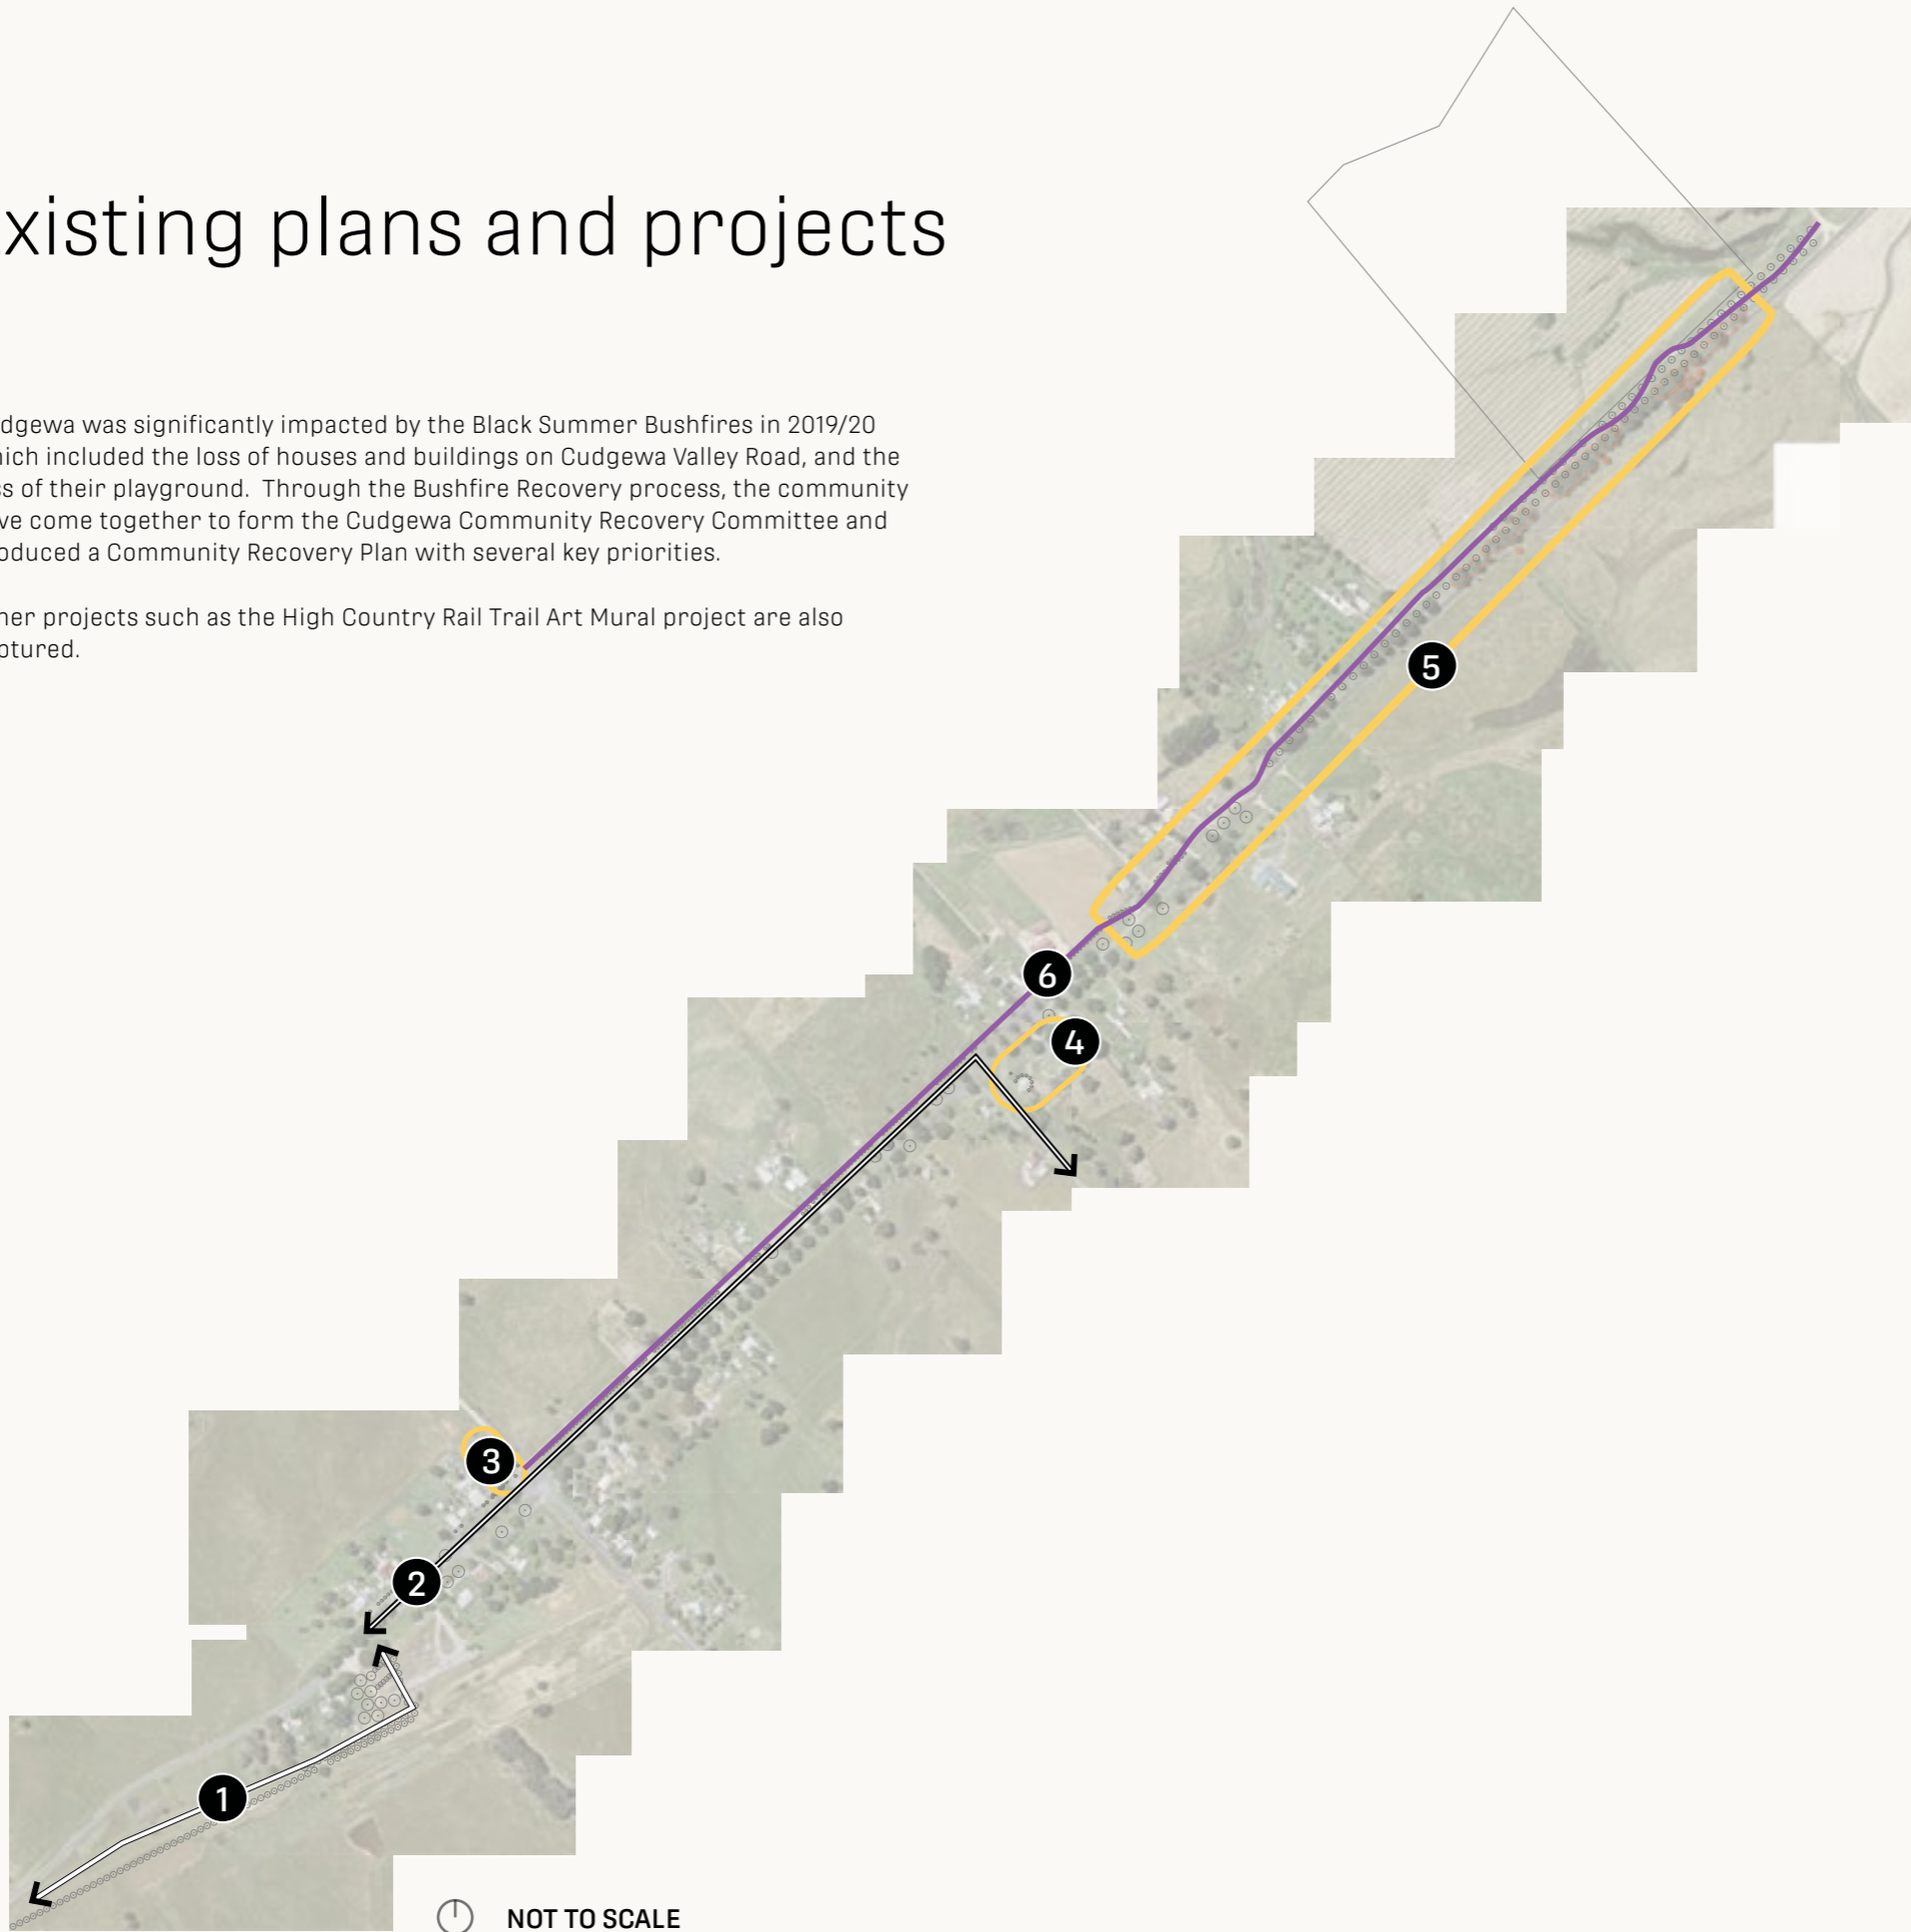 xisting plans and projects
dgewa was significantly impacted by the Black Summer Bushfires in 2019/20
hich included the loss of houses and buildings on Cudgewa Valley Road, and the
ss of their playground.  Through the Bushfire Recovery process, the community
ve come together to form the Cudgewa Community Recovery Committee and
oduced a Community Recovery Plan with several key priorities.
her projects such as the High Country Rail Trail Art Mural project are also
ptured.
5
6
4
3
2
1
NOT TO SCALE